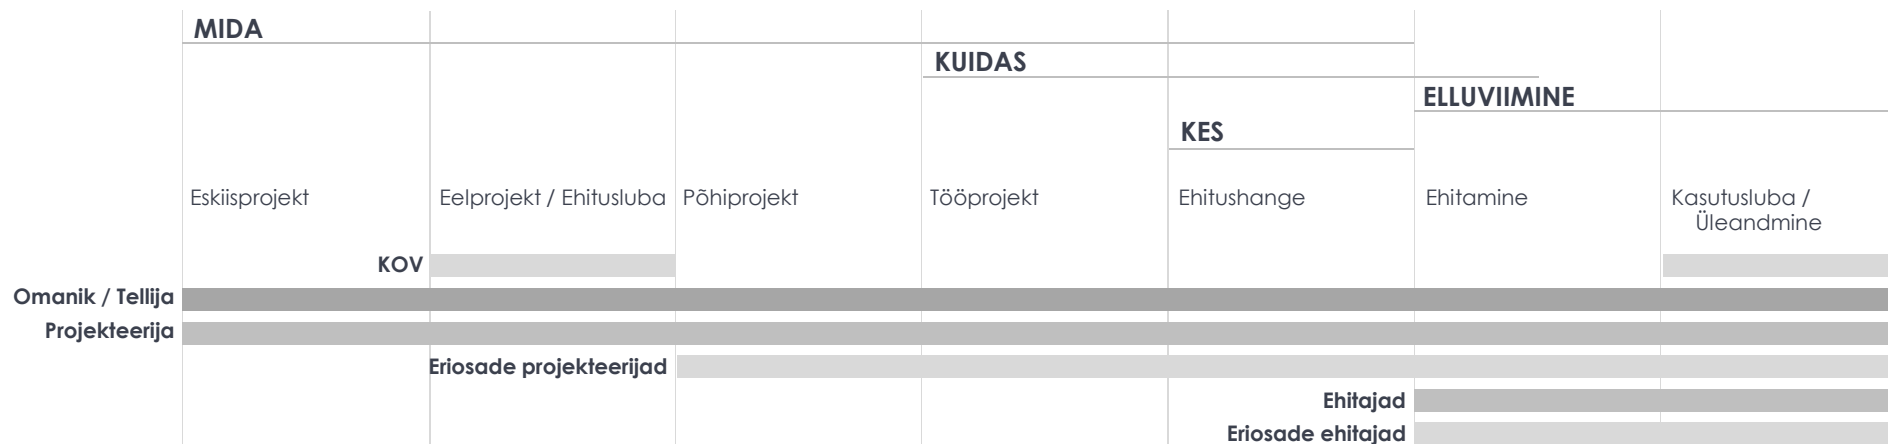 MIDA
KUIDAS
ELLUVIIMINE
KES
Eskiisprojekt
Eelprojekt / Ehitusluba
Põhiprojekt
Tööprojekt
Ehitushange
Ehitamine
Kasutusluba /
Üleandmine
KOV
Omanik / Tellija
Projekteerija
Eriosade projekteerijad
Ehitajad
Eriosade ehitajad